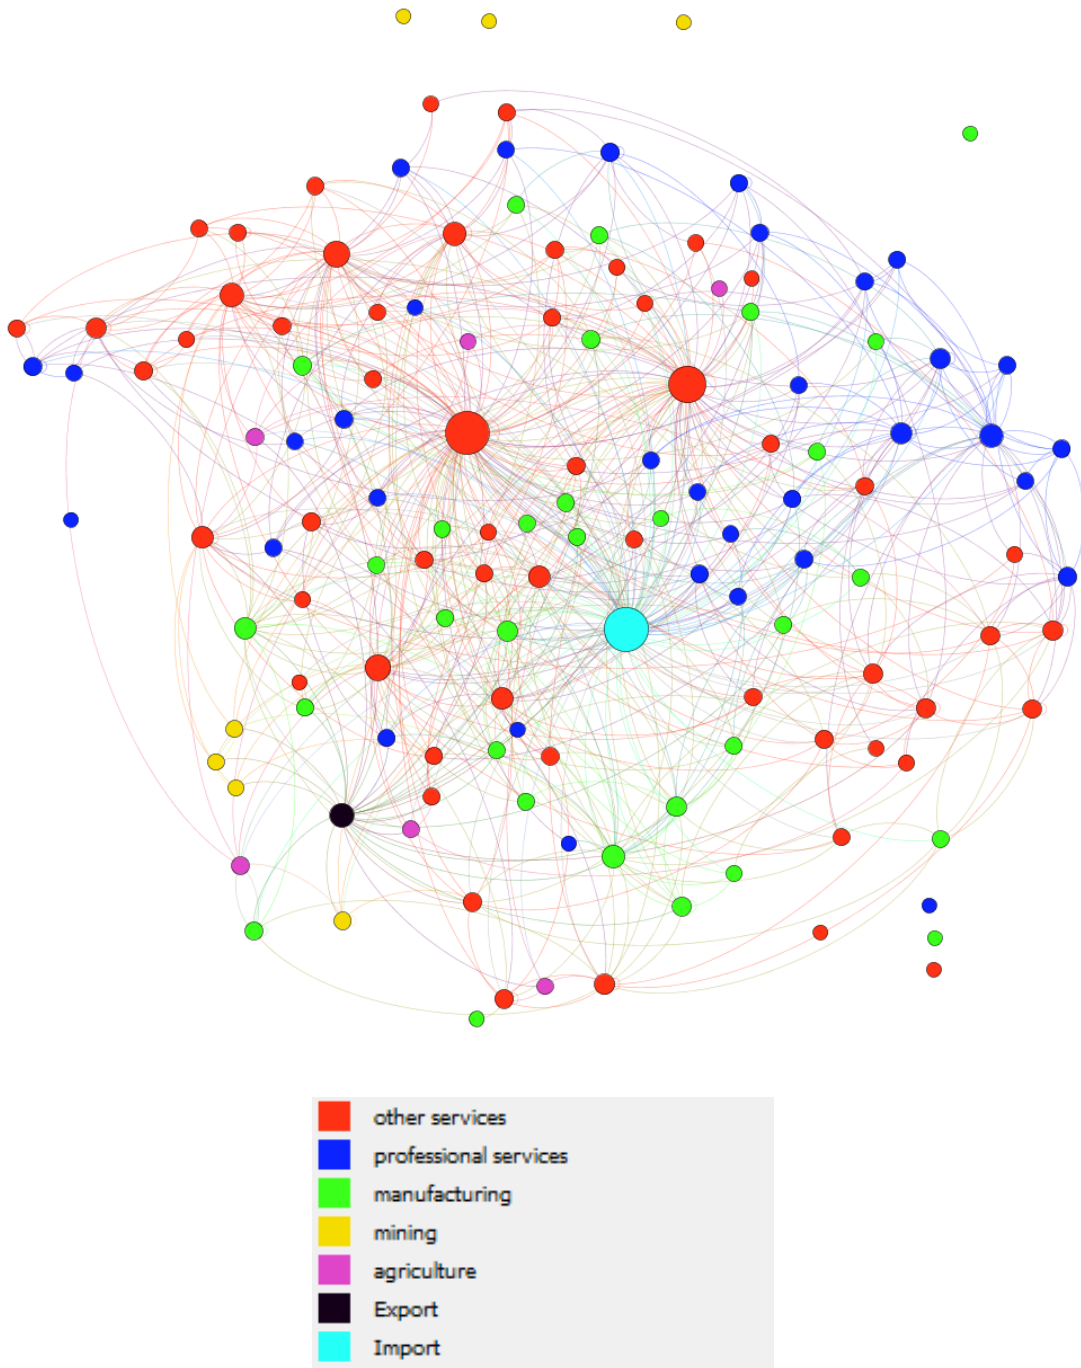 other services
professional services
manufacturing
mining
agriculture
Export
Import